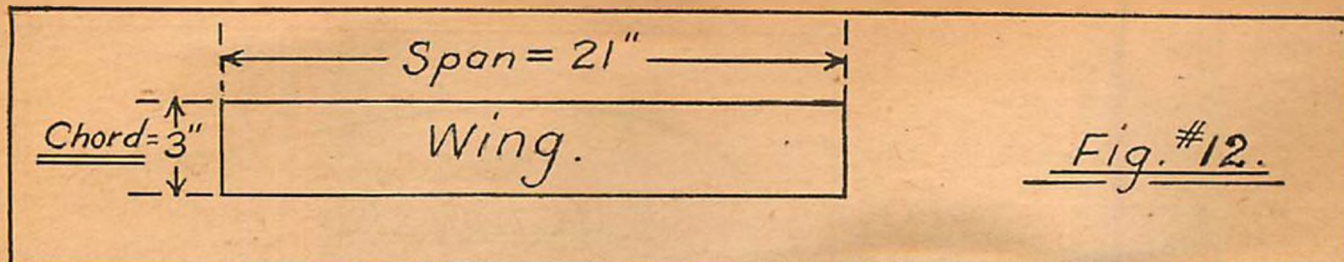 Span = 21"
Chord = 3"
Wing.
Fig. #12.